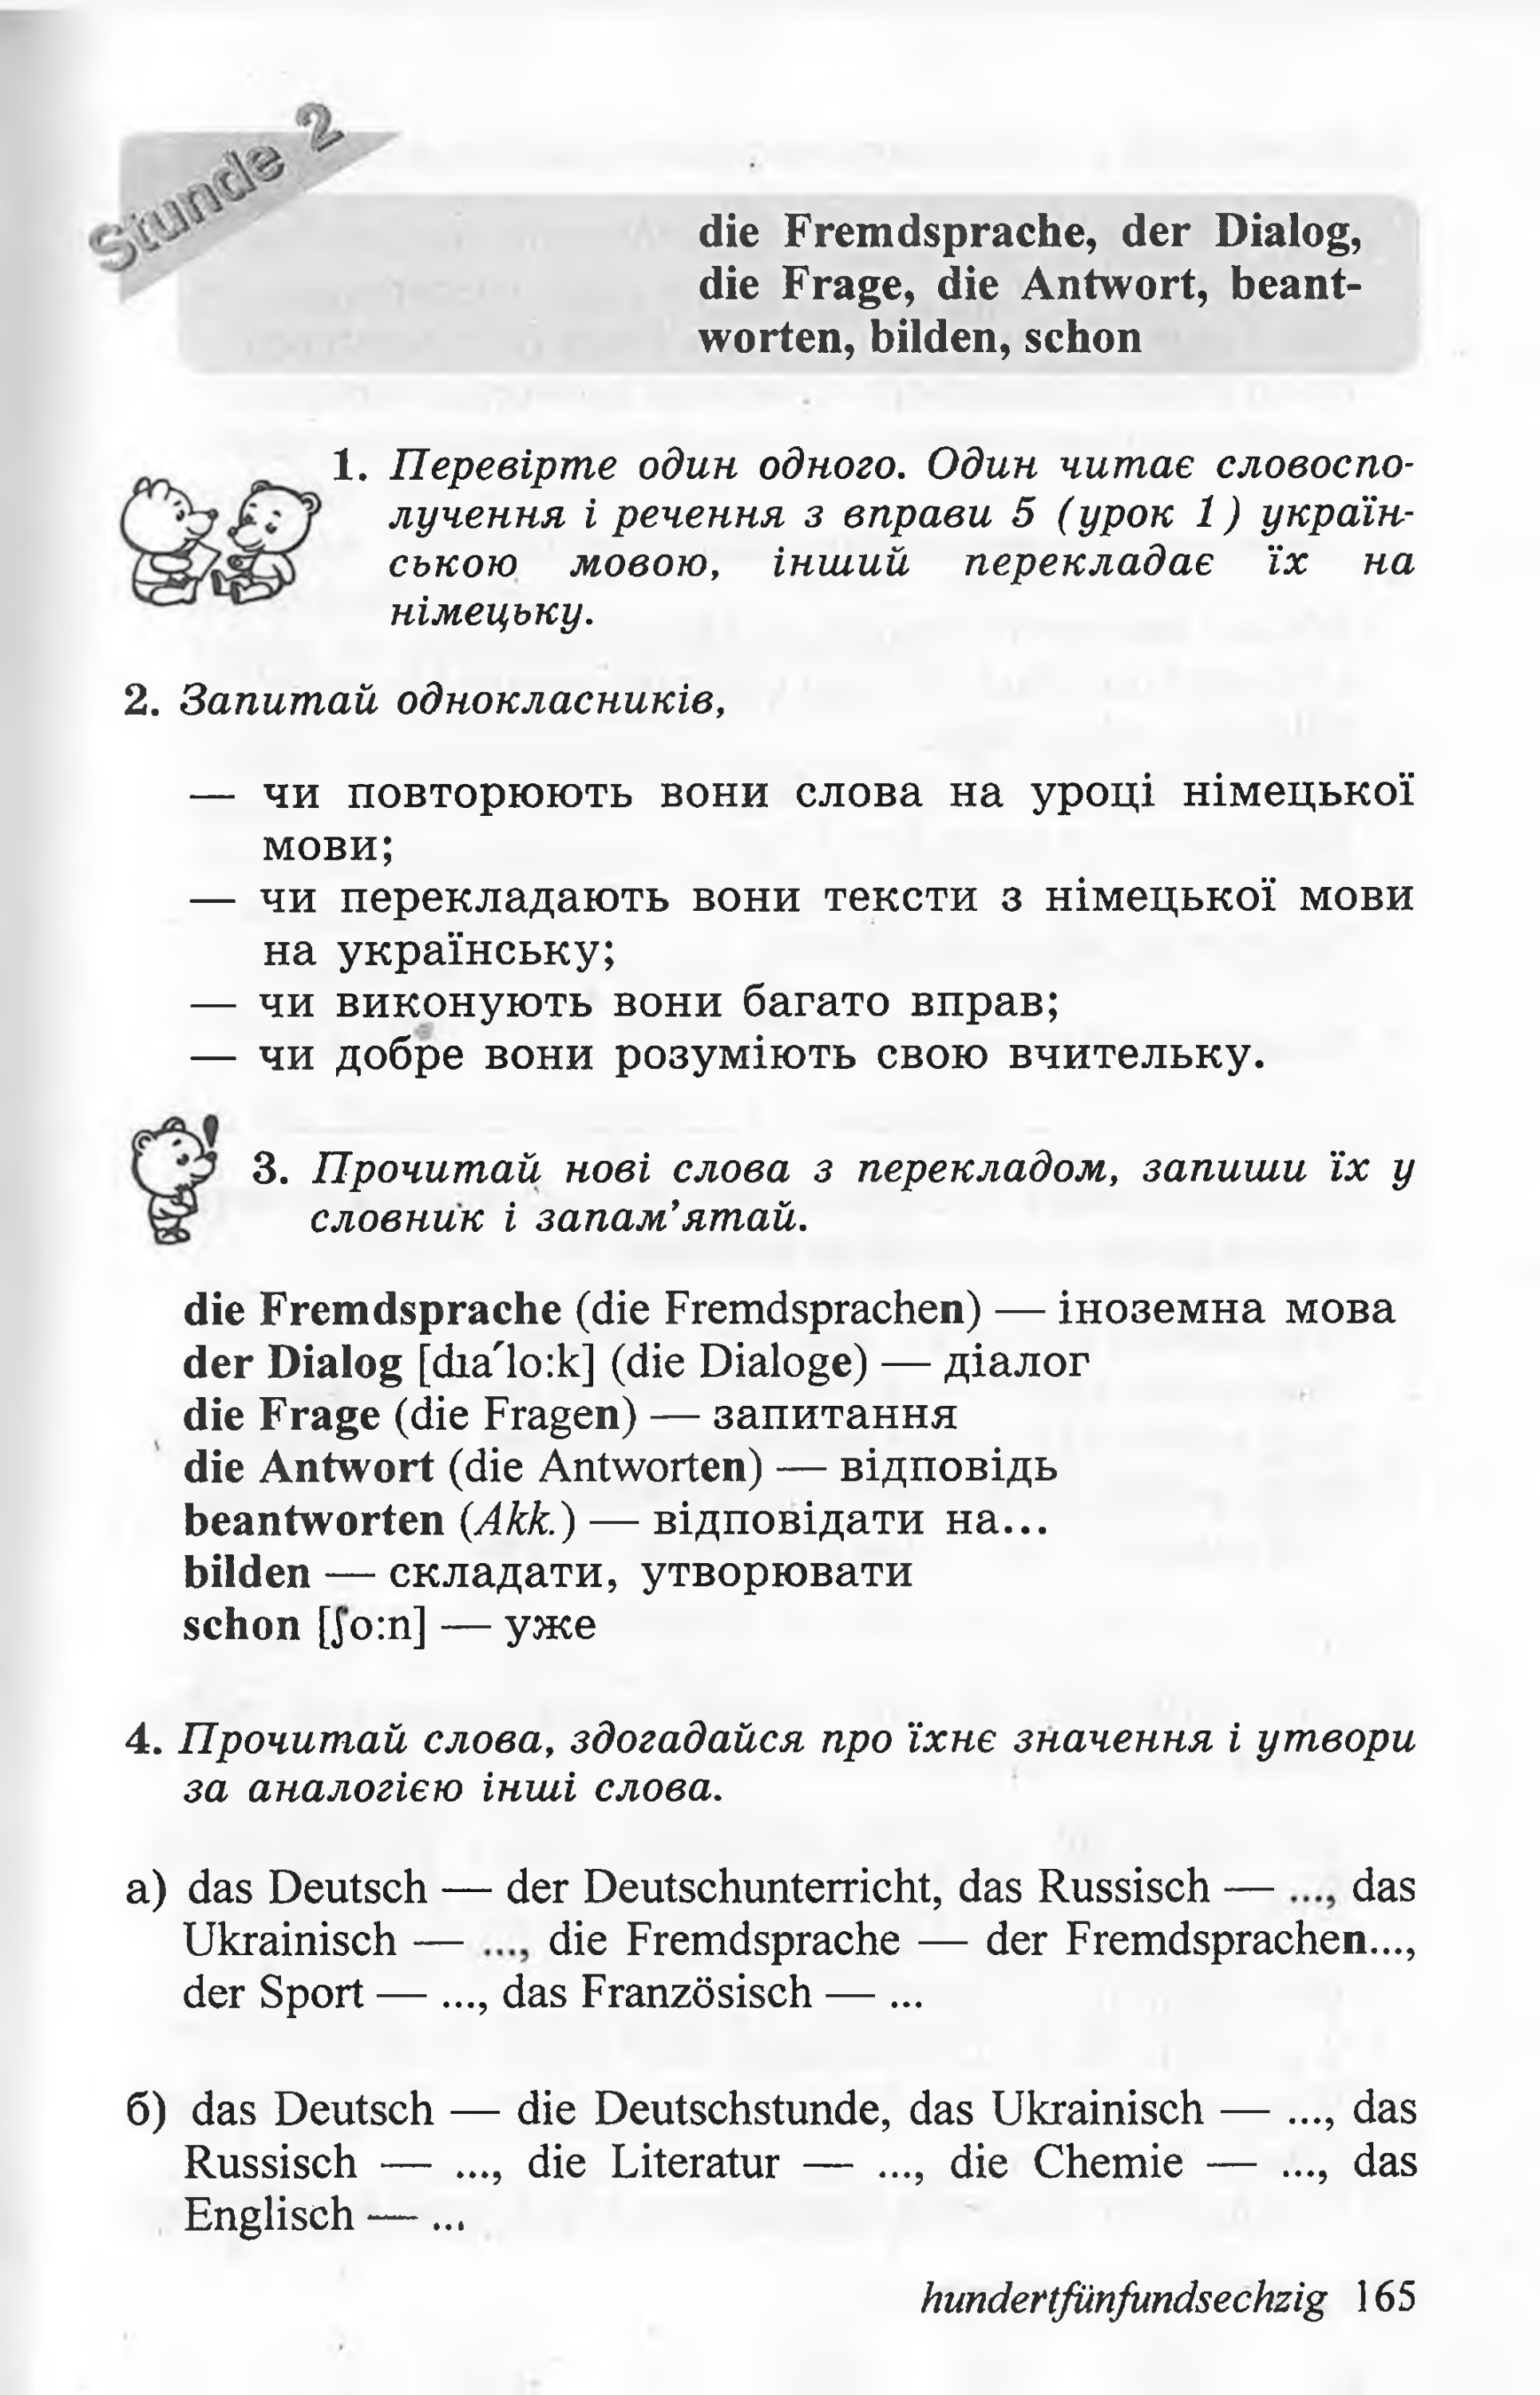 Stunde 2
die Fremdsprache, der Dialog,
die Frage, die Antwort, beant-
worten, bilden, schon
1. Перевірте один одного. Один читає словоспо-
лучення і речення з вправи 5 (урок 1) україн-
ською мовою, інший перекладає їх на
німецьку.
2. Запитай однокласників,
— чи повторюють вони слова на уроці німецької
мови;
— чи перекладають вони тексти з німецької мови
на українську;
— чи виконують вони багато вправ;
— чи добре вони розуміють свою вчительку.
3. Прочитай нові слова з перекладом, запиши їх у
словник і запам’ятай.
die Fremdsprache (die Fremdsprachen) — іноземна мова
der Dialog [dıa'lo:k] (die Dialoge) — діалог
die Frage (die Fragen) — запитання
die Antwort (die Antworten) — відповідь
beantworten (Akk.) — відповідати на...
bilden — складати, утворювати
schon [ʃo:n] — уже
4. Прочитай слова, здогадайся про їхнє значення і утвори
за аналогією інші слова.
а) das Deutsch — der Deutschunterricht, das Russisch — ..., das
Ukrainisch — ..., die Fremdsprache — der Fremdsprachen...,
der Sport — ..., das Französisch — ...
б) das Deutsch — die Deutschstunde, das Ukrainisch — ..., das
Russisch — ..., die Literatur — ..., die Chemie — ..., das
Englisch — ...
hundertfünfundsechzig 165